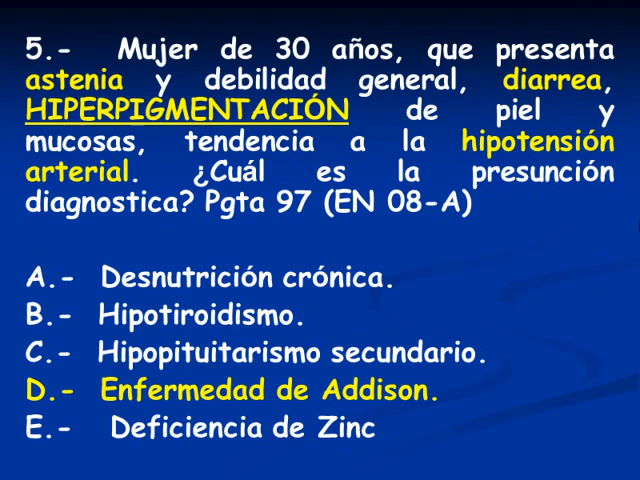 5.- Mujer de 30 años, que presenta
astenia y debilidad general, diarrea,
HIPERPIGMENTACIÓN de piel y
mucosas, tendencia a la hipotensión
arterial. ¿Cuál es la presunción
diagnostica? Pgta 97 (EN 08-A)
A.- Desnutrición crónica.
B.- Hipotiroidismo.
C.- Hipopituitarismo secundario.
D.- Enfermedad de Addison.
E.- Deficiencia de Zinc